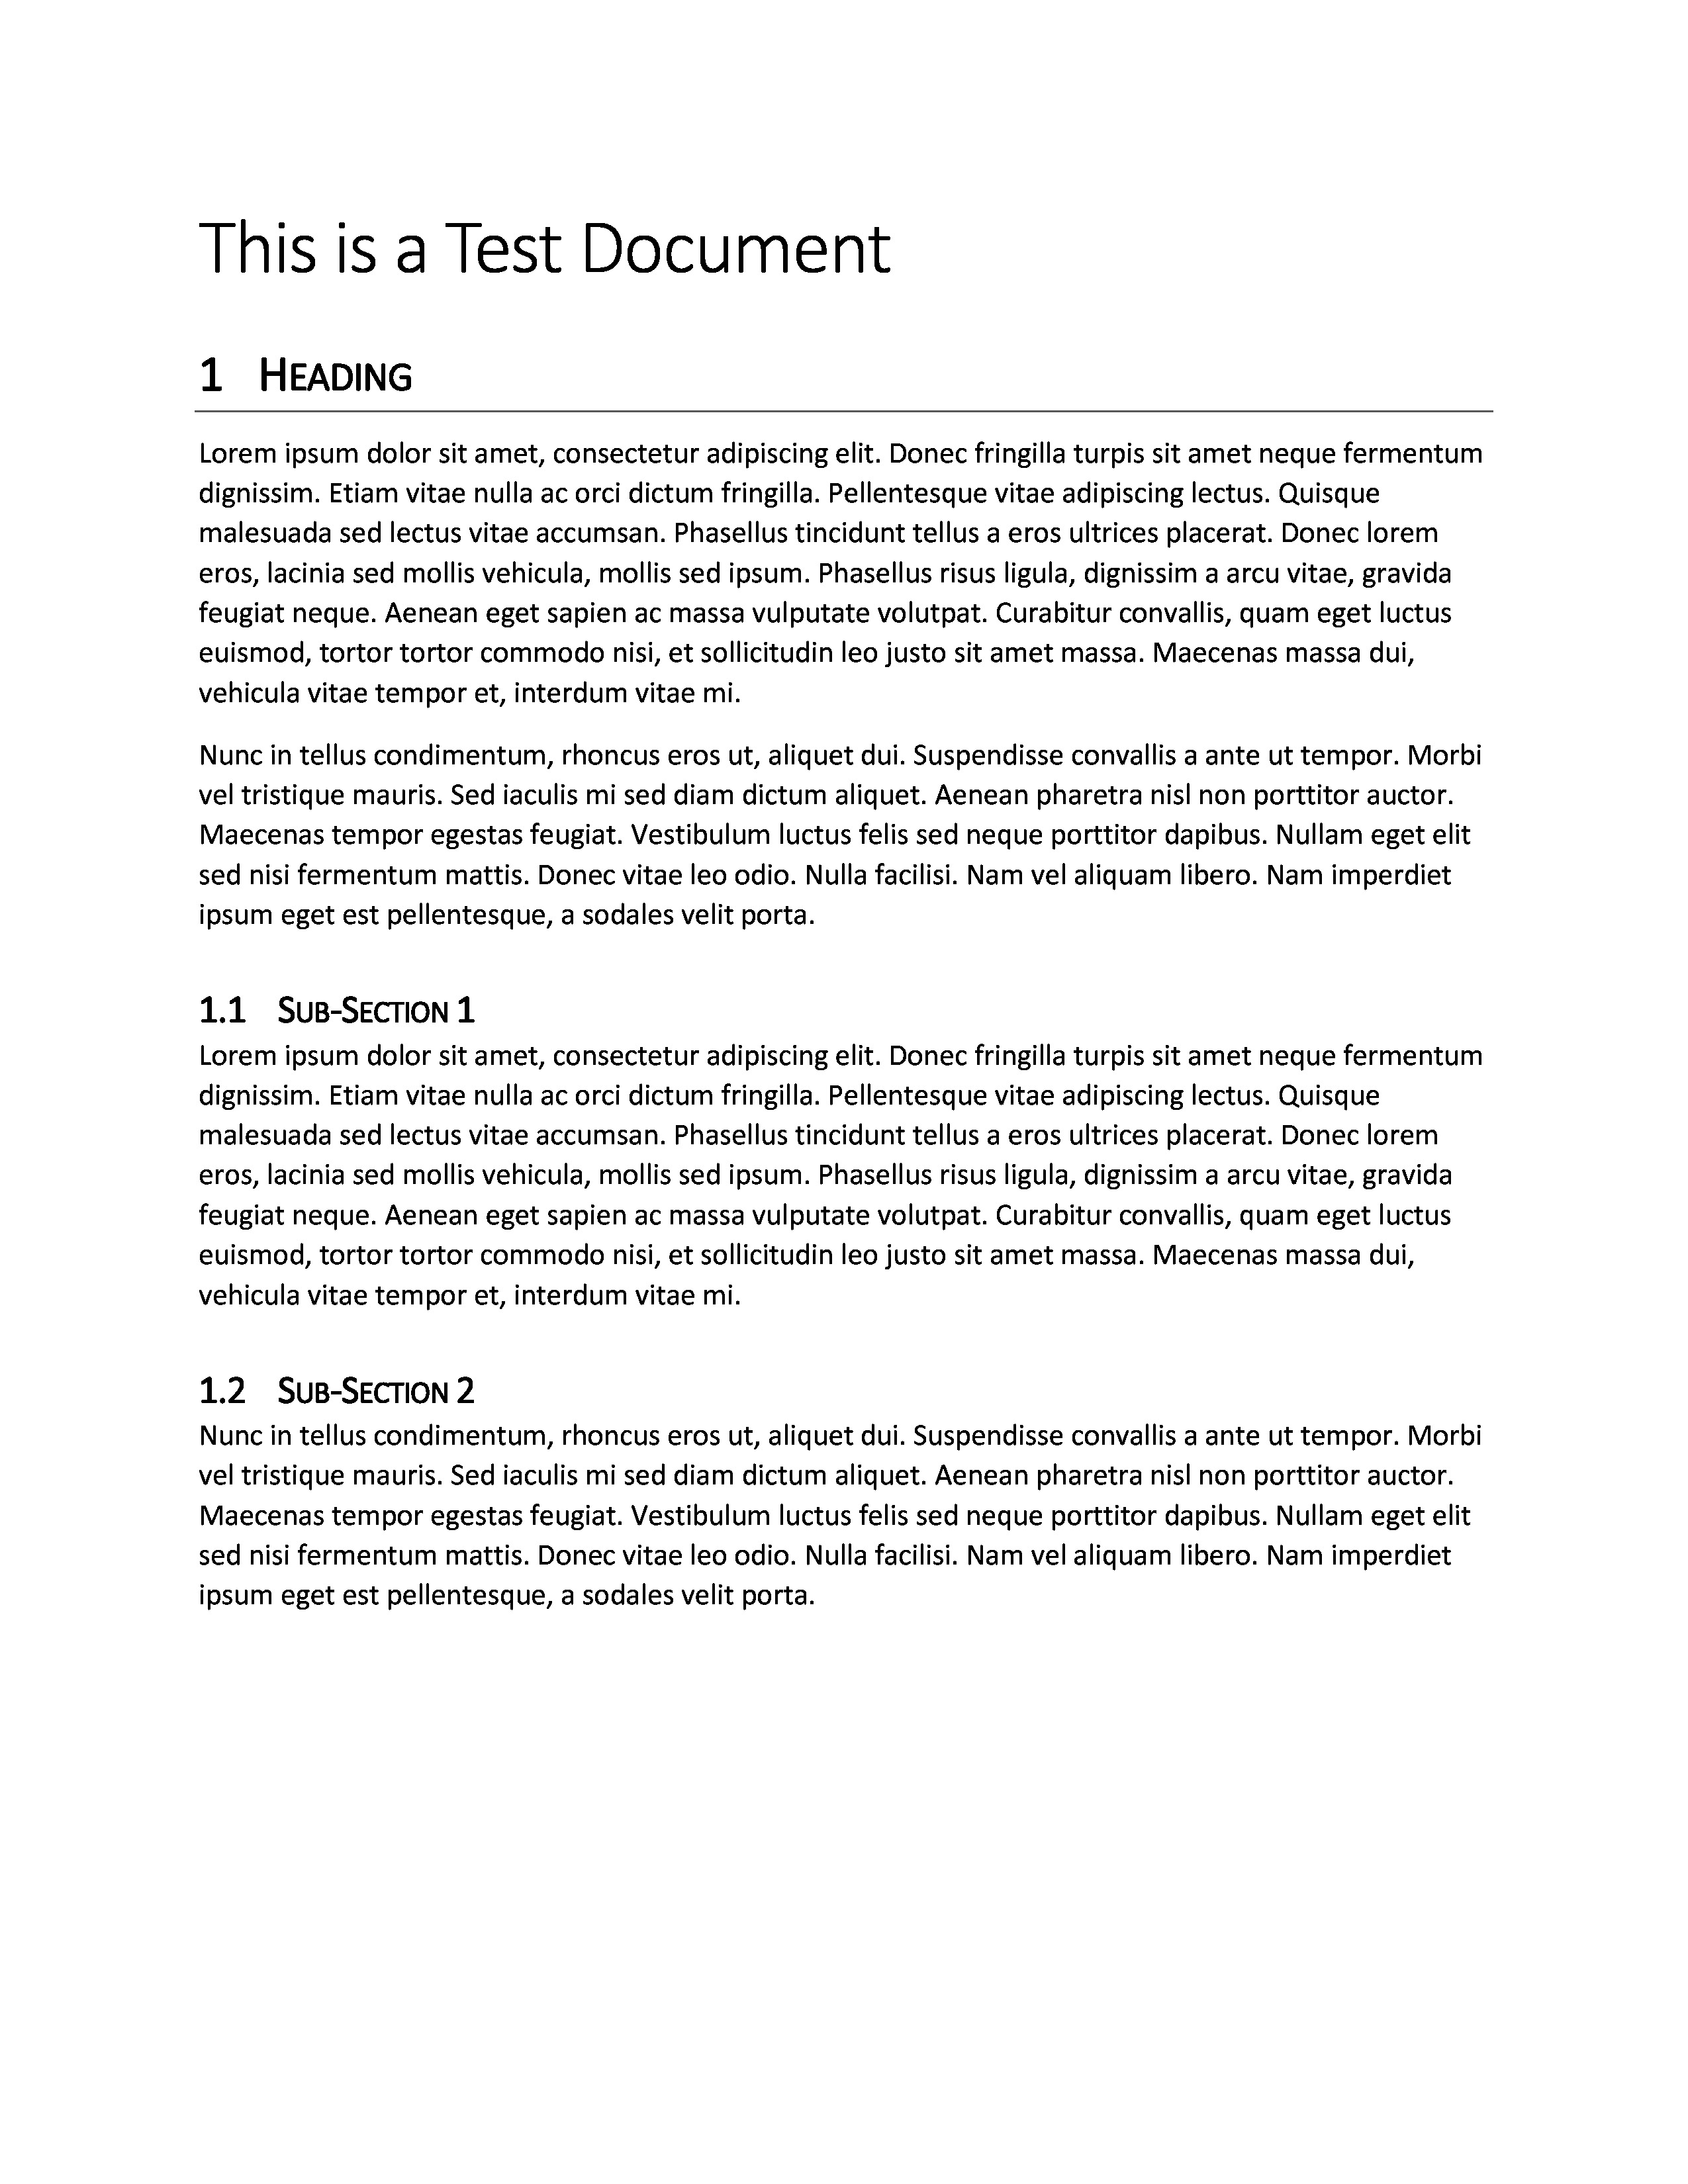 This is a Test Document
1 HEADING
Lorem ipsum dolor sit amet, consectetur adipiscing elit. Donec fringilla turpis sit amet neque fermentum
dignissim. Etiam vitae nulla ac orci dictum fringilla. Pellentesque vitae adipiscing lectus. Quisque
malesuada sed lectus vitae accumsan. Phasellus tincidunt tellus a eros ultrices placerat. Donec lorem
eros, lacinia sed mollis vehicula, mollis sed ipsum. Phasellus risus ligula, dignissim a arcu vitae, gravida
feugiat neque. Aenean eget sapien ac massa vulputate volutpat. Curabitur convallis, quam eget luctus
euismod, tortor tortor commodo nisi, et sollicitudin leo justo sit amet massa. Maecenas massa dui,
vehicula vitae tempor et, interdum vitae mi.
Nunc in tellus condimentum, rhoncus eros ut, aliquet dui. Suspendisse convallis a ante ut tempor. Morbi
vel tristique mauris. Sed iaculis mi sed diam dictum aliquet. Aenean pharetra nisl non porttitor auctor.
Maecenas tempor egestas feugiat. Vestibulum luctus felis sed neque porttitor dapibus. Nullam eget elit
sed nisi fermentum mattis. Donec vitae leo odio. Nulla facilisi. Nam vel aliquam libero. Nam imperdiet
ipsum eget est pellentesque, a sodales velit porta.
1.1 SUB-SECTION 1
Lorem ipsum dolor sit amet, consectetur adipiscing elit. Donec fringilla turpis sit amet neque fermentum
dignissim. Etiam vitae nulla ac orci dictum fringilla. Pellentesque vitae adipiscing lectus. Quisque
malesuada sed lectus vitae accumsan. Phasellus tincidunt tellus a eros ultrices placerat. Donec lorem
eros, lacinia sed mollis vehicula, mollis sed ipsum. Phasellus risus ligula, dignissim a arcu vitae, gravida
feugiat neque. Aenean eget sapien ac massa vulputate volutpat. Curabitur convallis, quam eget luctus
euismod, tortor tortor commodo nisi, et sollicitudin leo justo sit amet massa. Maecenas massa dui,
vehicula vitae tempor et, interdum vitae mi.
1.2 SUB-SECTION 2
Nunc in tellus condimentum, rhoncus eros ut, aliquet dui. Suspendisse convallis a ante ut tempor. Morbi
vel tristique mauris. Sed iaculis mi sed diam dictum aliquet. Aenean pharetra nisl non porttitor auctor.
Maecenas tempor egestas feugiat. Vestibulum luctus felis sed neque porttitor dapibus. Nullam eget elit
sed nisi fermentum mattis. Donec vitae leo odio. Nulla facilisi. Nam vel aliquam libero. Nam imperdiet
ipsum eget est pellentesque, a sodales velit porta.